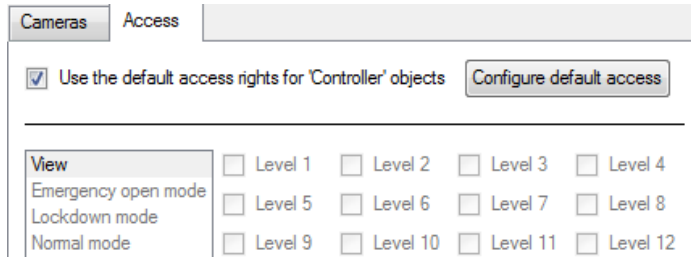 Cameras Access
Use the default access rights for 'Controller' objects Configure default access
View Level 1 Level 2 Level 3 Level 4
Emergency open mode
Lockdown mode Level 5 Level 6 Level 7 Level 8
Normal mode Level 9 Level 10 Level 11 Level 12